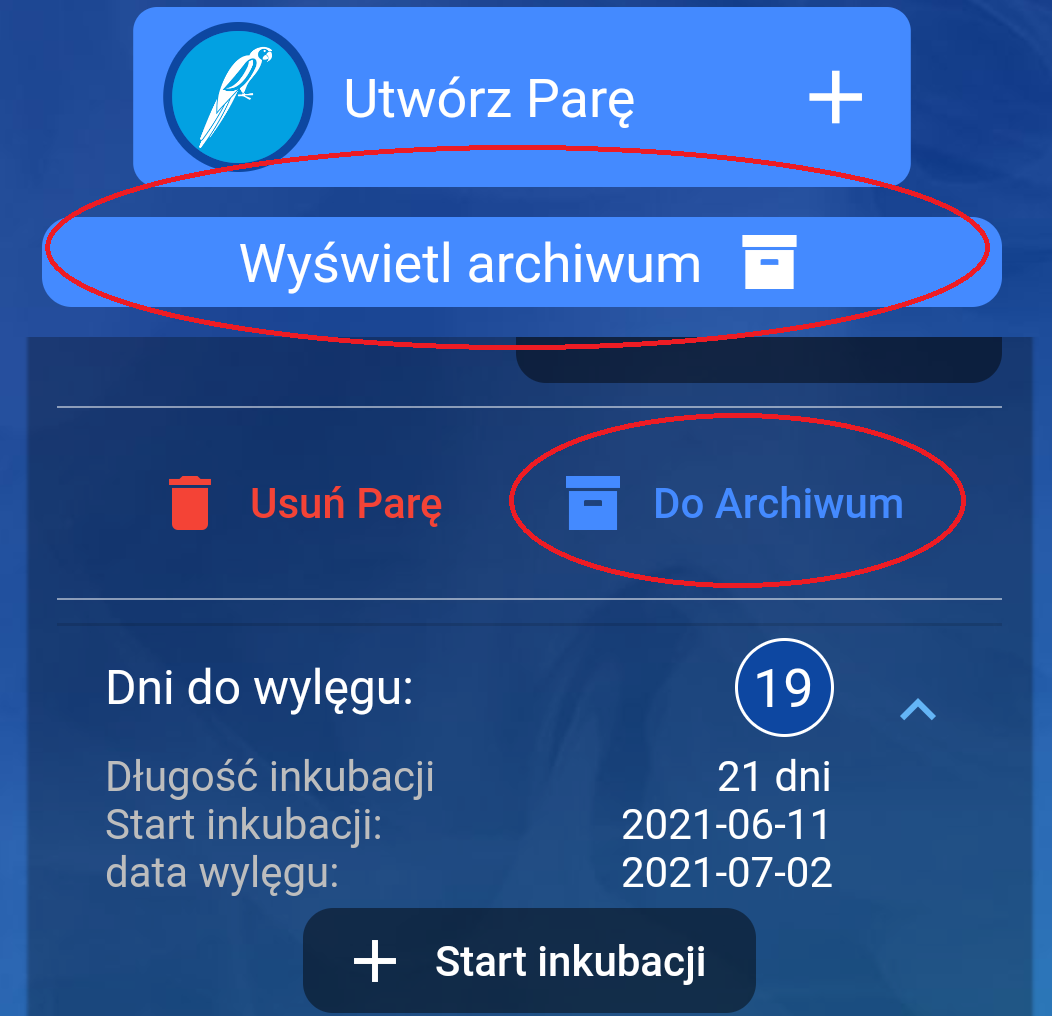 Utwórz Parę
Wyświetl archiwum
Usuń Parę Do Archiwum
Dni do wylęgu: 19
Długość inkubacji 21 dni
Start inkubacji: 2021-06-11
data wylęgu: 2021-07-02
Start inkubacji